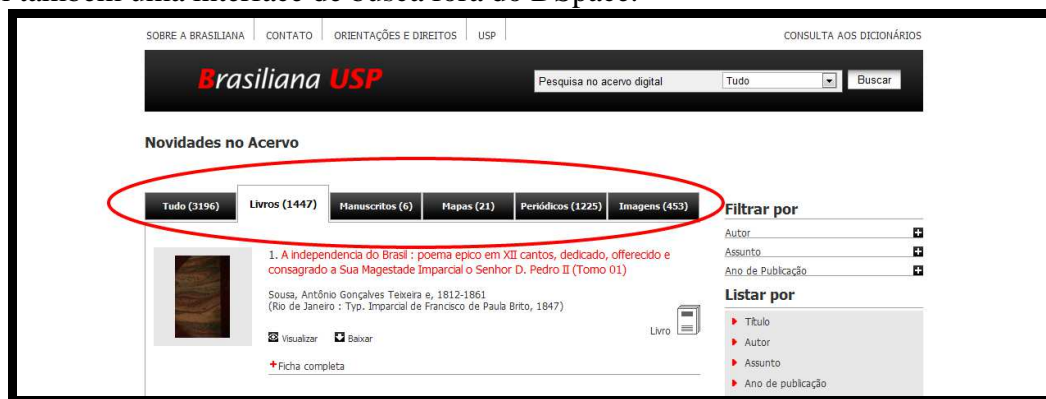 também uma interface de busca fora do DSpace.
SOBRE A BRASILIANA CONTATO ORIENTAÇÕES E DIREITOS USP CONSULTA AOS DICIONÁRIOS
Brasiliana USP
Pesquisa no acervo digital Tudo Buscar
Novidades no Acervo
Tudo (3196) Livros (1447) Manuscritos (6) Mapas (21) Periódicos (1225) Imagens (453)
1. A independencia do Brasil : poema epico em XII cantos, dedicado, offerecido e
consagrado a Sua Magestade Imparcial o Senhor D. Pedro II (Tomo 01)
Sousa, Antônio Gonçalves Teixeira e, 1812-1861
(Rio de Janeiro : Typ. Imparcial de Francisco de Paula Brito, 1847)
Livro
Visualizar Baixar
+Ficha completa
Filtrar por
Autor
Assunto
Ano de Publicação
Listar por
Título
Autor
Assunto
Ano de publicação